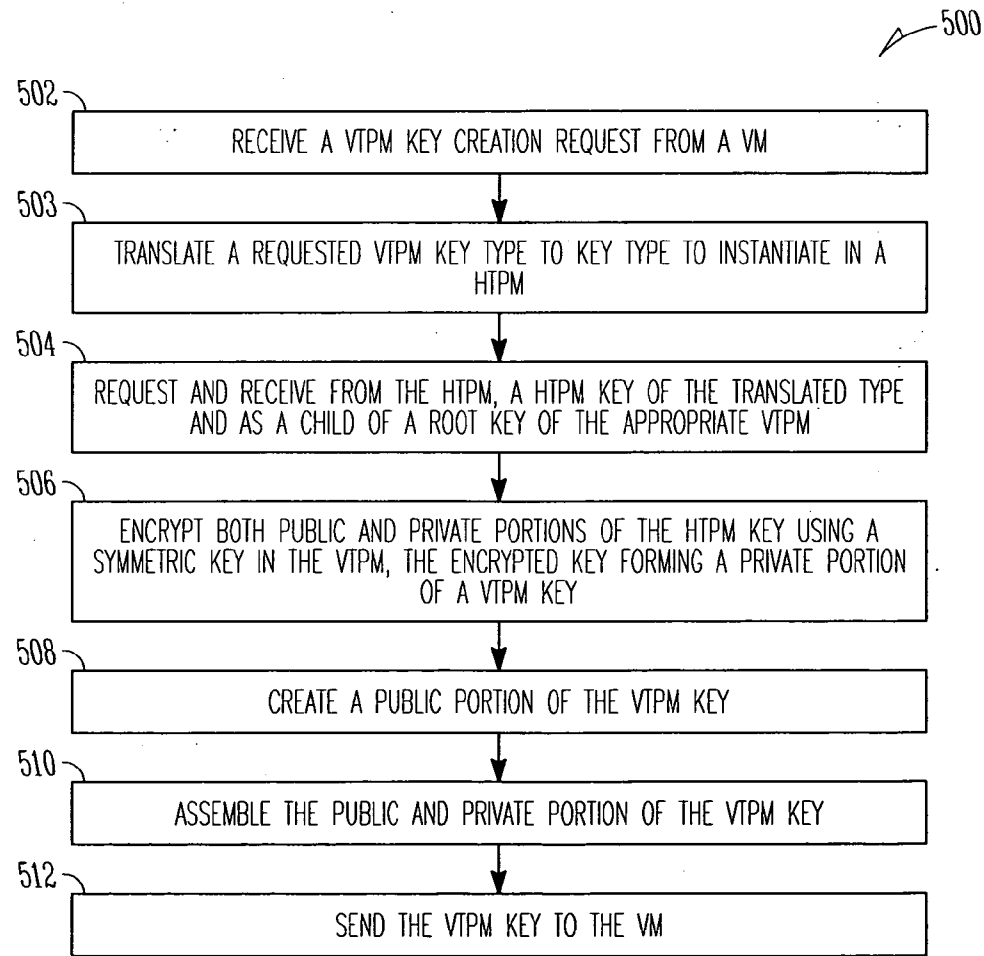 500
502
RECEIVE A VTPM KEY CREATION REQUEST FROM A VM
503
TRANSLATE A REQUESTED VTPM KEY TYPE TO KEY TYPE TO INSTANTIATE IN A
HTPM
504
REQUEST AND RECEIVE FROM THE HTPM, A HTPM KEY OF THE TRANSLATED TYPE
AND AS A CHILD OF A ROOT KEY OF THE APPROPRIATE VTPM
506
ENCRYPT BOTH PUBLIC AND PRIVATE PORTIONS OF THE HTPM KEY USING A
SYMMETRIC KEY IN THE VTPM, THE ENCRYPTED KEY FORMING A PRIVATE PORTION
OF A VTPM KEY
508
CREATE A PUBLIC PORTION OF THE VTPM KEY
510
ASSEMBLE THE PUBLIC AND PRIVATE PORTION OF THE VTPM KEY
512
SEND THE VTPM KEY TO THE VM